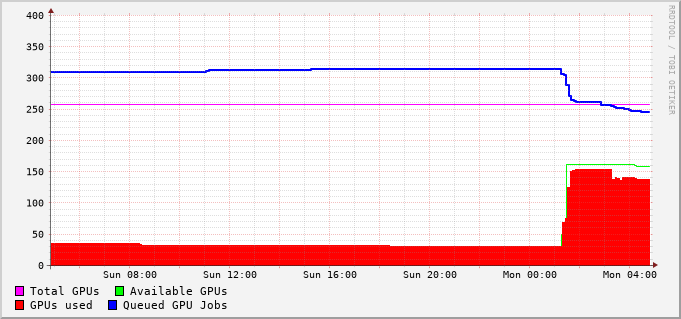 400
350
300
250
200
150
100
50
0
Sun 08:00 Sun 12:00 Sun 16:00 Sun 20:00 Mon 00:00 Mon 04:00
Total GPUs Available GPUs
GPUs used Queued GPU Jobs
RRDTOOL / TOBI OETIKER